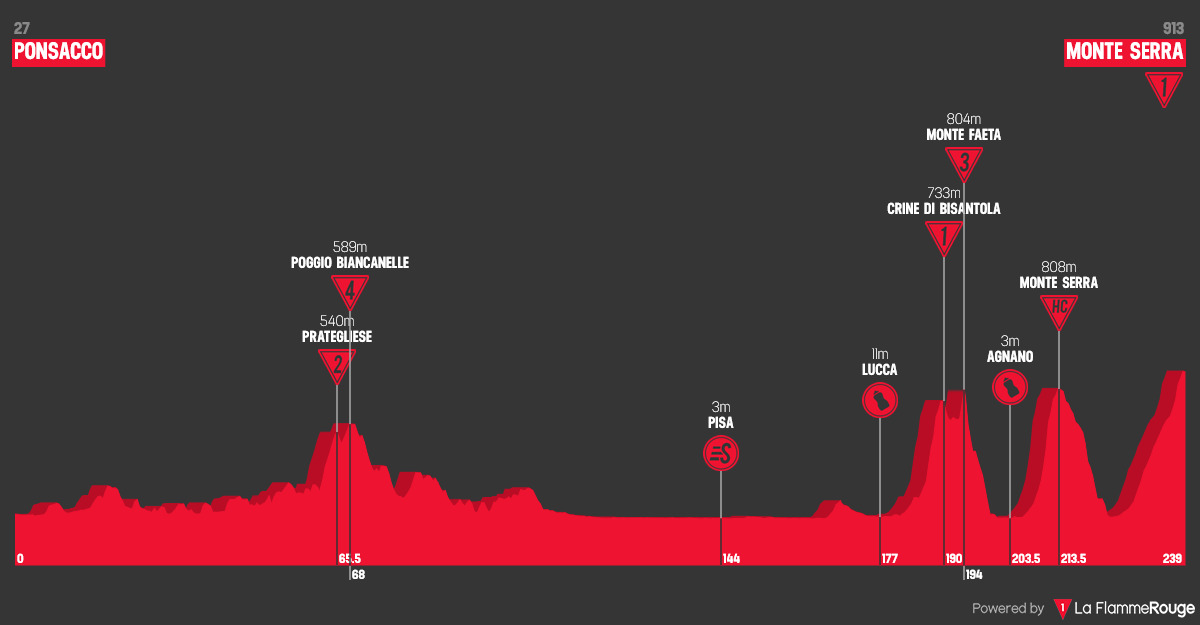 27
PONSACCO
913
MONTE SERRA
1
804m
MONTE FAETA
3
733m
CRINE DI BISANTOLA
1
589m
POGGIO BIANCANELLE
4
808m
MONTE SERRA
HC
540m
PRATEGLIESE
2
3m
AGNANO
11m
LUCCA
3m
PISA
S
0
65.5
68
144
177
190
194
203.5
213.5
239
Powered by 1 La FlammeRouge